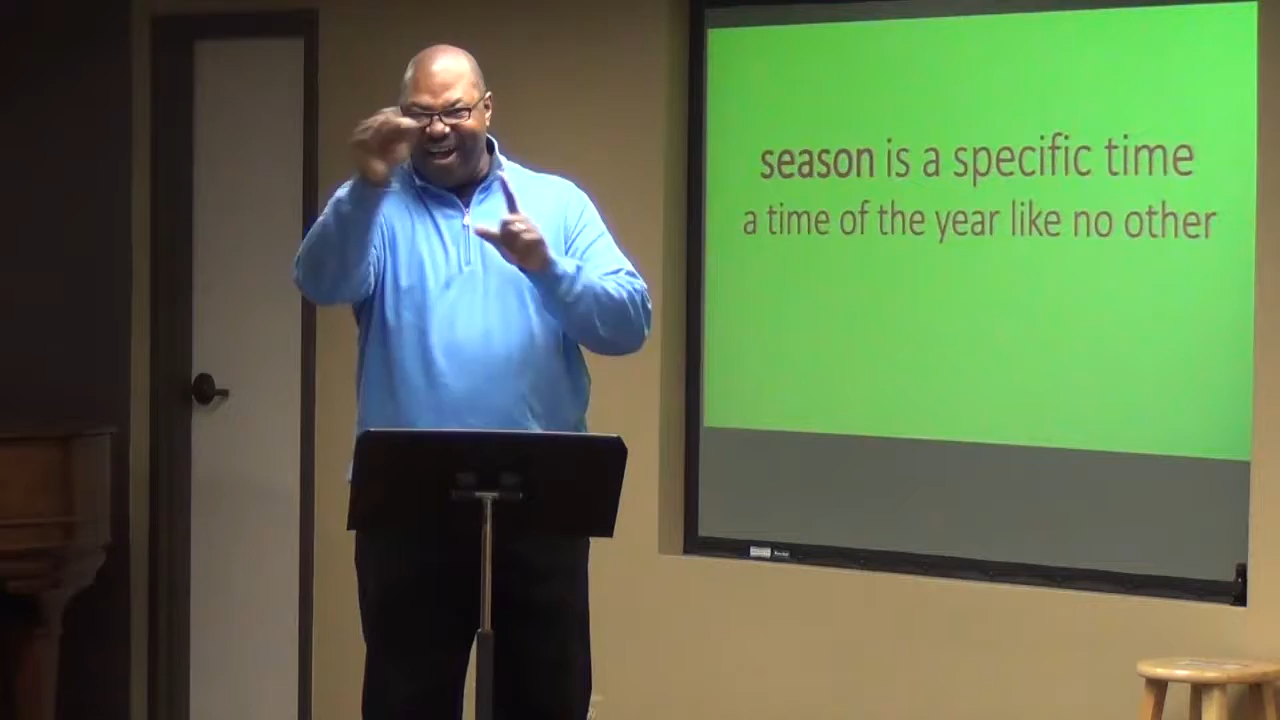 season is a specific time
a time of the year like no other